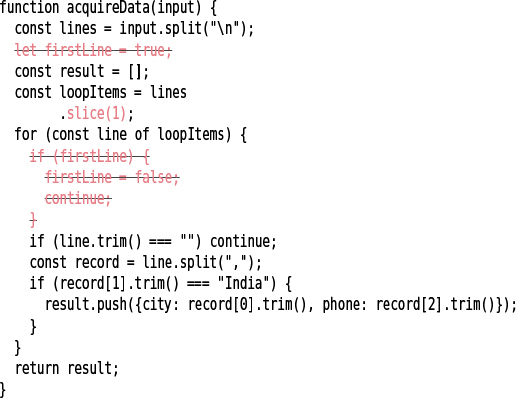 function acquireData(input) {
  const lines = input.split("\n");
  let firstLine = true;
  const result = [];
  const loopItems = lines
        .slice(1);
  for (const line of loopItems) {
    if (firstLine) {
      firstLine = false;
      continue;
    }
    if (line.trim() === "") continue;
    const record = line.split(",");
    if (record[1].trim() === "India") {
      result.push({city: record[0].trim(), phone: record[2].trim()});
    }
  }
  return result;
}